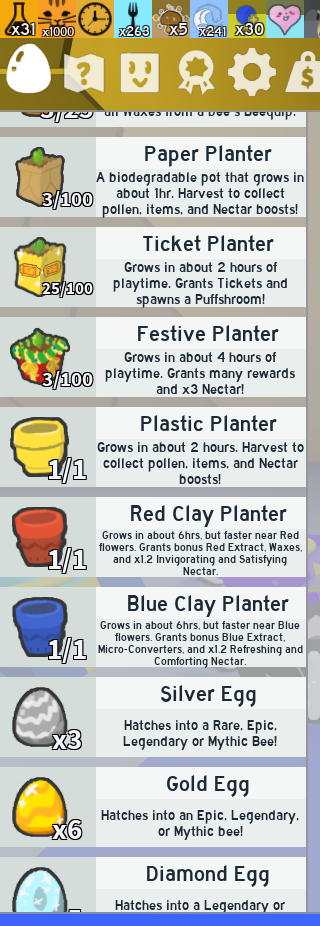 x31 x1000 x263 x5 x241 x30
all waxes from a bee's Beequip.
Paper Planter
A biodegradable pot that grows in
about 1hr. Harvest to collect
pollen, items, and Nectar boosts!
3/100
Ticket Planter
Grows in about 2 hours of
playtime. Grants Tickets and
spawns a Puffshroom!
25/100
Festive Planter
Grows in about 4 hours of
playtime. Grants many rewards
and x3 Nectar!
3/100
Plastic Planter
Grows in about 2 hours. Harvest to
collect pollen, items, and Nectar
boosts!
1/1
Red Clay Planter
Grows in about 6hrs, but faster near Red
flowers. Grants bonus Red Extract, Waxes,
and x1.2 Invigorating and Satisfying
Nectar.
1/1
Blue Clay Planter
Grows in about 6hrs, but faster near Blue
flowers. Grants bonus Blue Extract,
Micro-Converters, and x1.2 Refreshing and
Comforting Nectar.
1/1
Silver Egg
Hatches into a Rare, Epic,
Legendary or Mythic Bee!
x3
Gold Egg
Hatches into an Epic, Legendary,
or Mythic bee!
x6
Diamond Egg
Hatches into a Legendary or